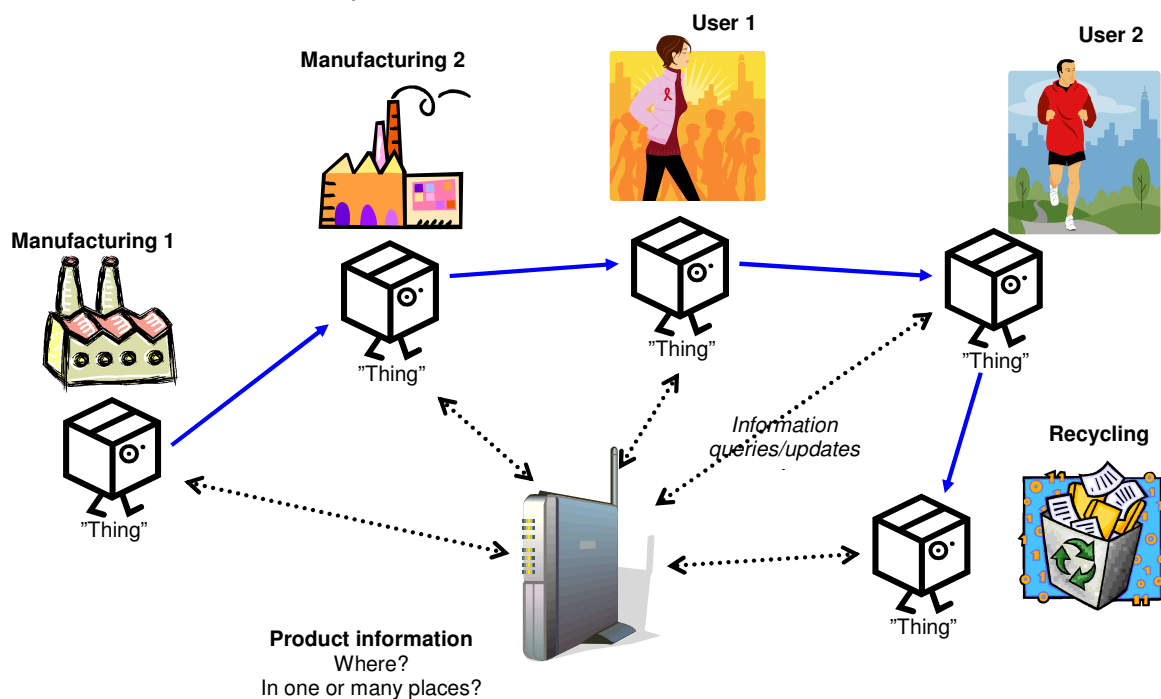 User 1
User 2
Manufacturing 2
Manufacturing 1
”Thing”
”Thing”
”Thing”
Information
queries/updates
Recycling
”Thing”
”Thing”
Product information
Where?
In one or many places?